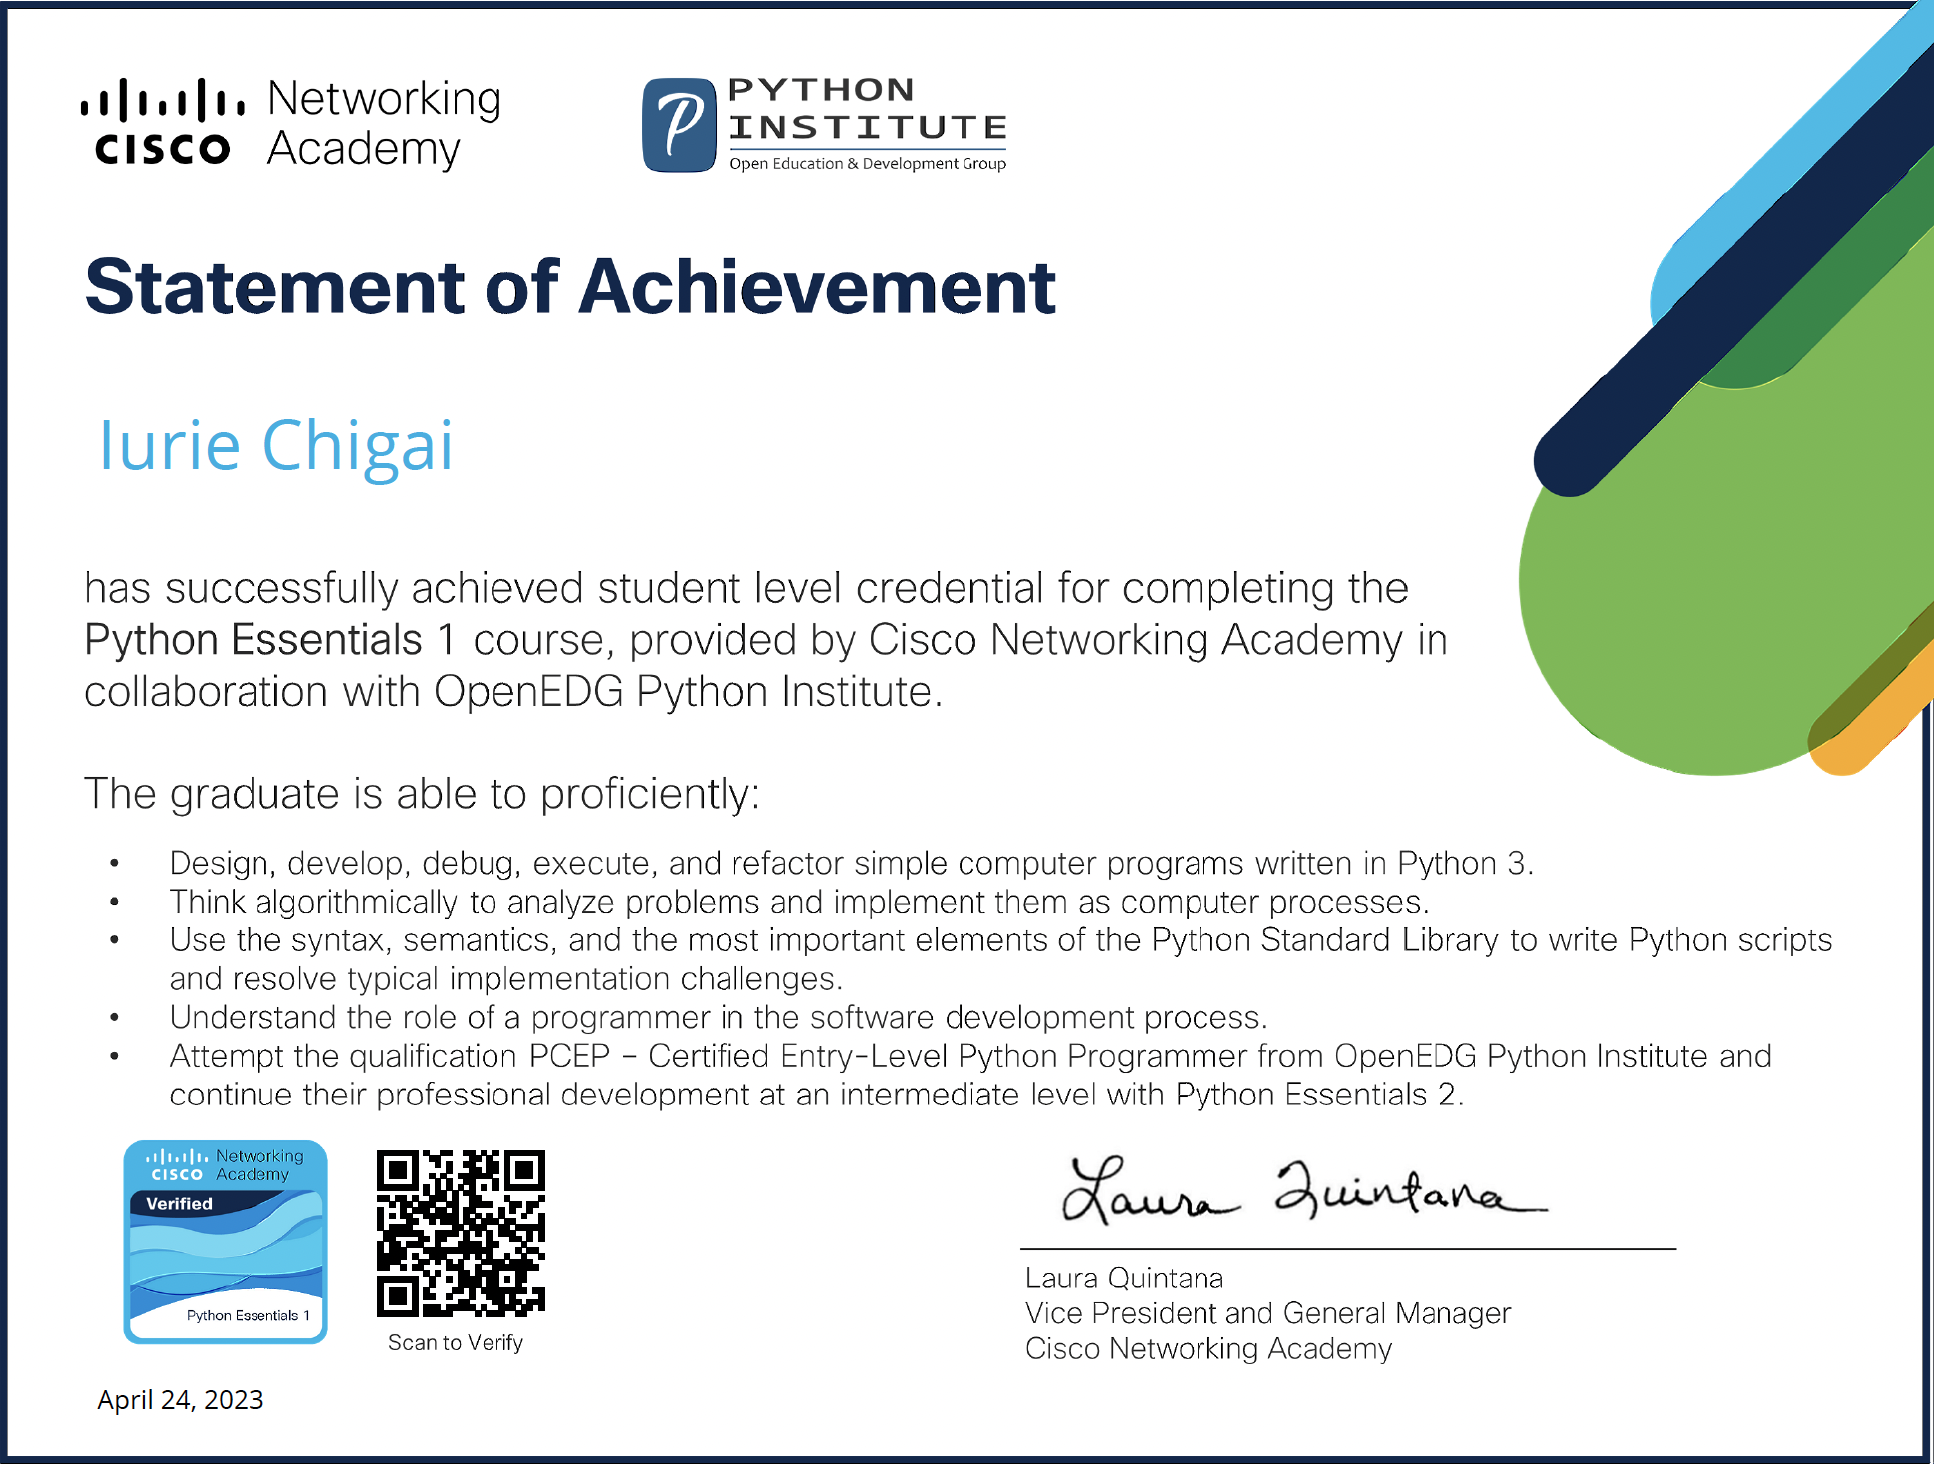 CISCO
Networking
Academy
P
PYTHON
INSTITUTE
Open Education & Development Group
Statement of Achievement
Iurie Chigai
has successfully achieved student level credential for completing the
Python Essentials 1 course, provided by Cisco Networking Academy in
collaboration with OpenEDG Python Institute.
The graduate is able to proficiently:
• Design, develop, debug, execute, and refactor simple computer programs written in Python 3.
• Think algorithmically to analyze problems and implement them as computer processes.
• Use the syntax, semantics, and the most important elements of the Python Standard Library to write Python scripts
and resolve typical implementation challenges.
• Understand the role of a programmer in the software development process.
• Attempt the qualification PCEP – Certified Entry-Level Python Programmer from OpenEDG Python Institute and
continue their professional development at an intermediate level with Python Essentials 2.
CISCO
Networking
Academy
Verified
Python Essentials 1
Scan to Verify
Laura Quintana
Laura Quintana
Vice President and General Manager
Cisco Networking Academy
April 24, 2023